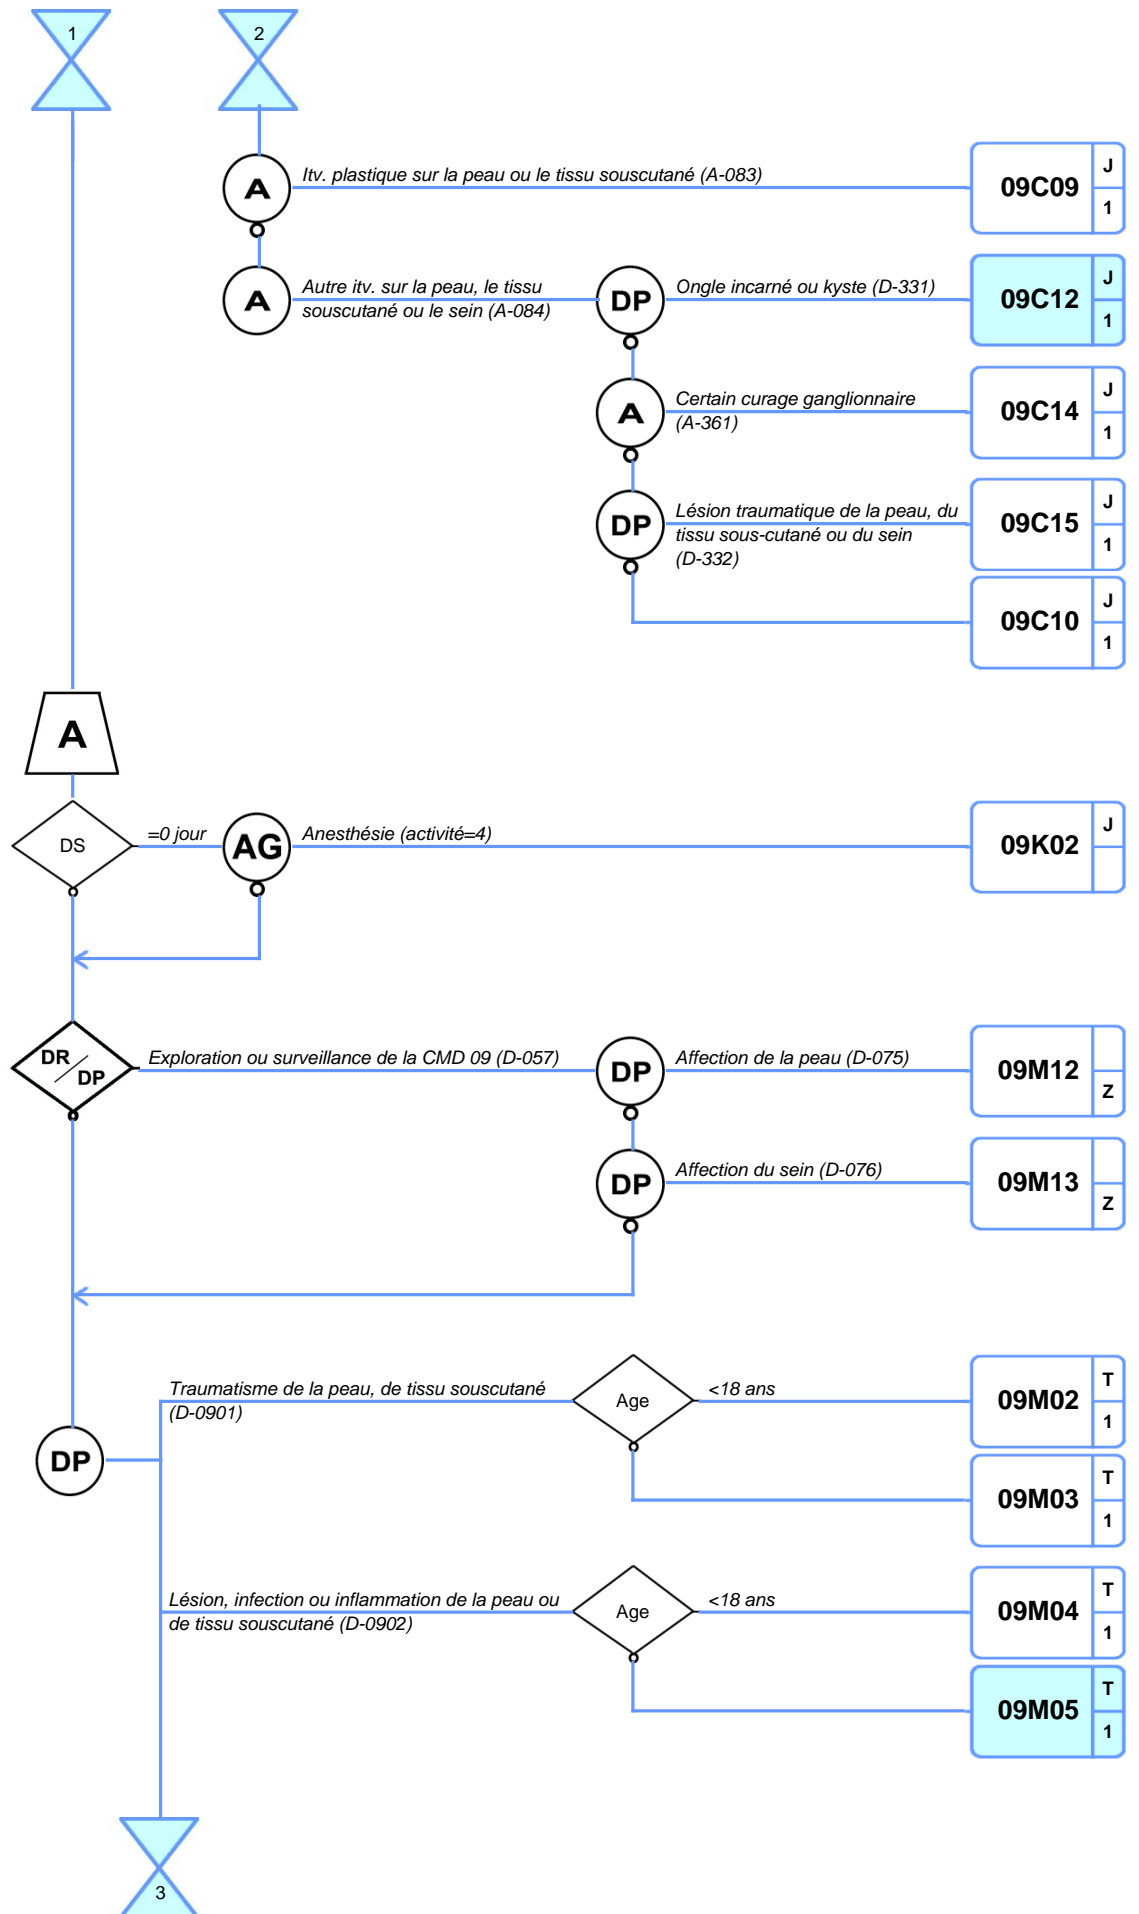 1
2
A
Itv. plastique sur la peau ou le tissu souscutané (A-083)
09C09
J
1
A
Autre itv. sur la peau, le tissu
souscutané ou le sein (A-084)
DP
Ongle incarné ou kyste (D-331)
09C12
J
1
A
Certain curage ganglionnaire
(A-361)
09C14
J
1
DP
Lésion traumatique de la peau, du
tissu sous-cutané ou du sein
(D-332)
09C15
J
1
09C10
J
1
A
DS
=0 jour
AG
Anesthésie (activité=4)
09K02
J
DR
DP
Exploration ou surveillance de la CMD 09 (D-057)
DP
Affection de la peau (D-075)
09M12
Z
DP
Affection du sein (D-076)
09M13
Z
DP
Traumatisme de la peau, de tissu souscutané
(D-0901)
Age
<18 ans
09M02
T
1
09M03
T
1
Lésion, infection ou inflammation de la peau ou
de tissu souscutané (D-0902)
Age
<18 ans
09M04
T
1
09M05
T
1
3